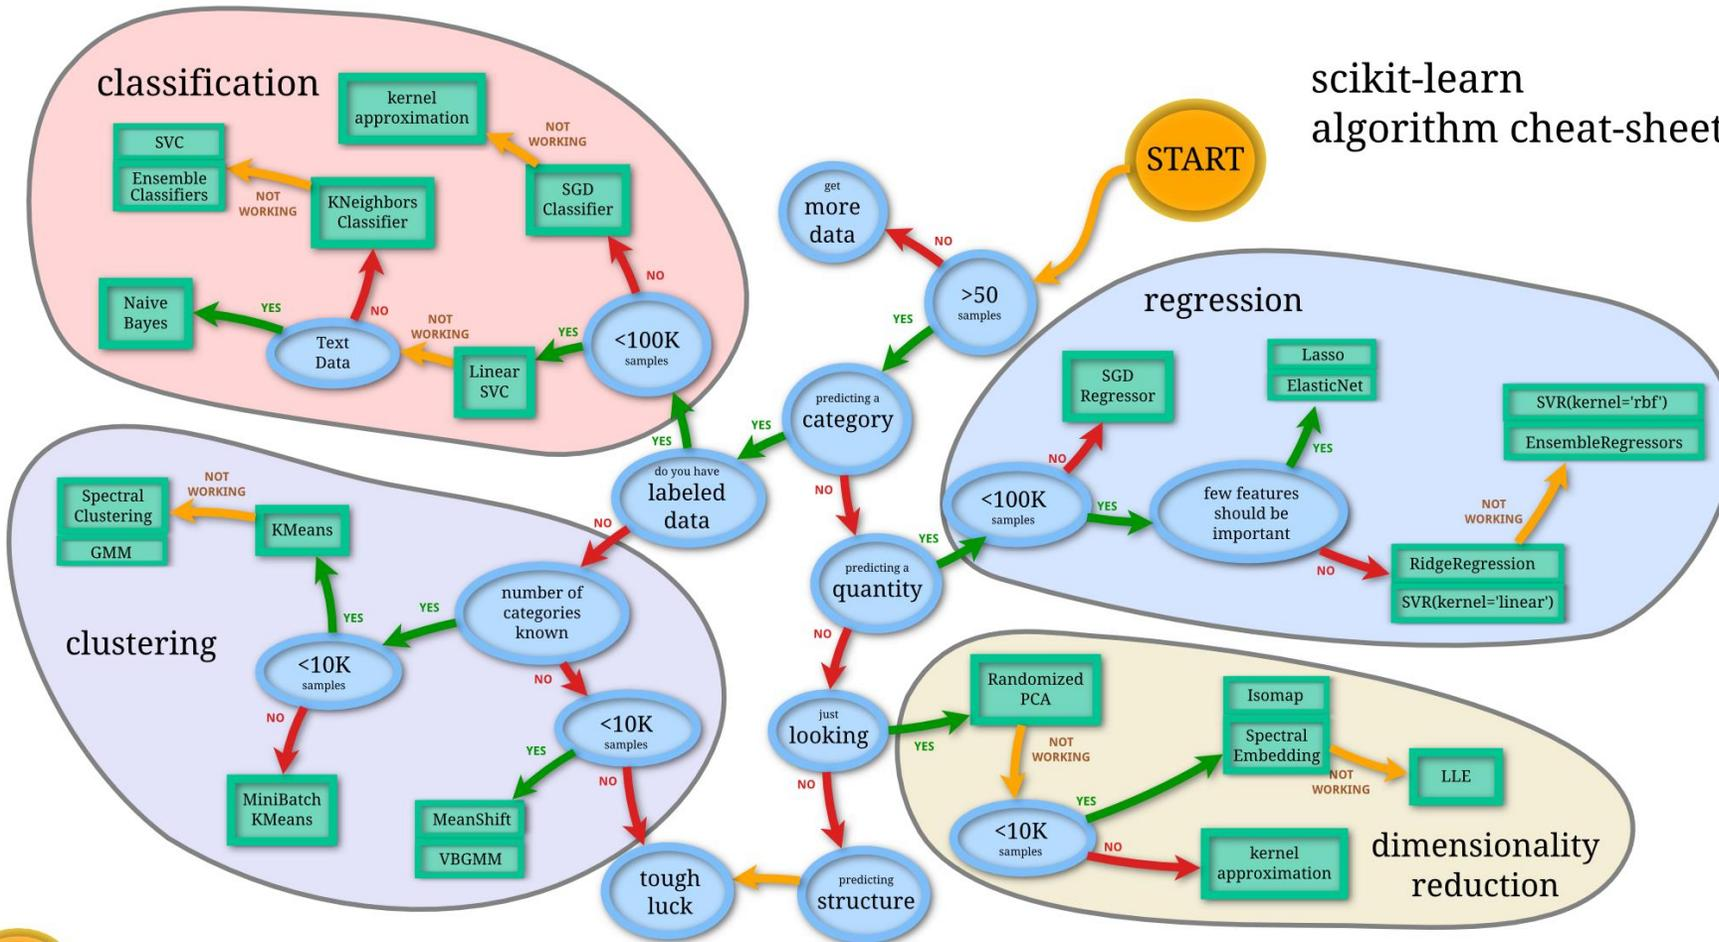 scikit-learn
algorithm cheat-sheet
START
classification
kernel
approximation
NOT
WORKING
SVC
Ensemble
Classifiers
NOT
WORKING
KNeighbors
Classifier
SGD
Classifier
NO
Naive
Bayes
YES
Text
Data
NO
NOT
WORKING
Linear
SVC
YES
<100K
samples
get
more
data
NO
>50
samples
YES
predicting a
category
YES
NO
do you have
labeled
data
YES
NO
predicting a
quantity
YES
NO
just
looking
YES
NO
predicting
structure
tough
luck
regression
SGD
Regressor
NO
<100K
samples
YES
Lasso
ElasticNet
YES
few features
should be
important
NO
SVR(kernel='rbf')
EnsembleRegressors
NOT
WORKING
RidgeRegression
SVR(kernel='linear')
clustering
Spectral
Clustering
GMM
NOT
WORKING
KMeans
YES
<10K
samples
NO
MiniBatch
KMeans
YES
number of
categories
known
NO
<10K
samples
YES
NO
MeanShift
VBGMM
dimensionality
reduction
Randomized
PCA
NOT
WORKING
<10K
samples
YES
NO
Isomap
Spectral
Embedding
NOT
WORKING
LLE
kernel
approximation